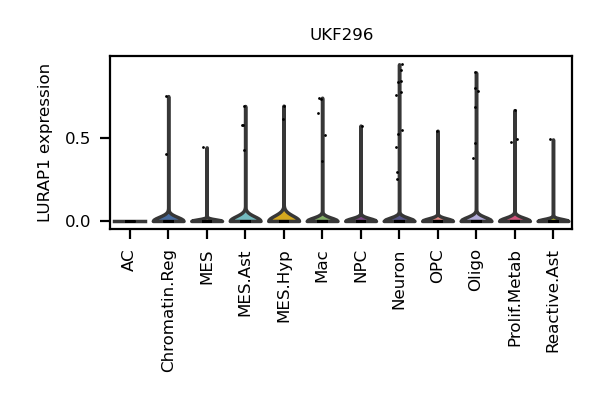 UKF296
LURAP1 expression
0.5
0.0
AC
Chromatin.Reg
MES
MES.Ast
MES.Hyp
Mac
NPC
Neuron
OPC
Oligo
Prolif.Metab
Reactive.Ast